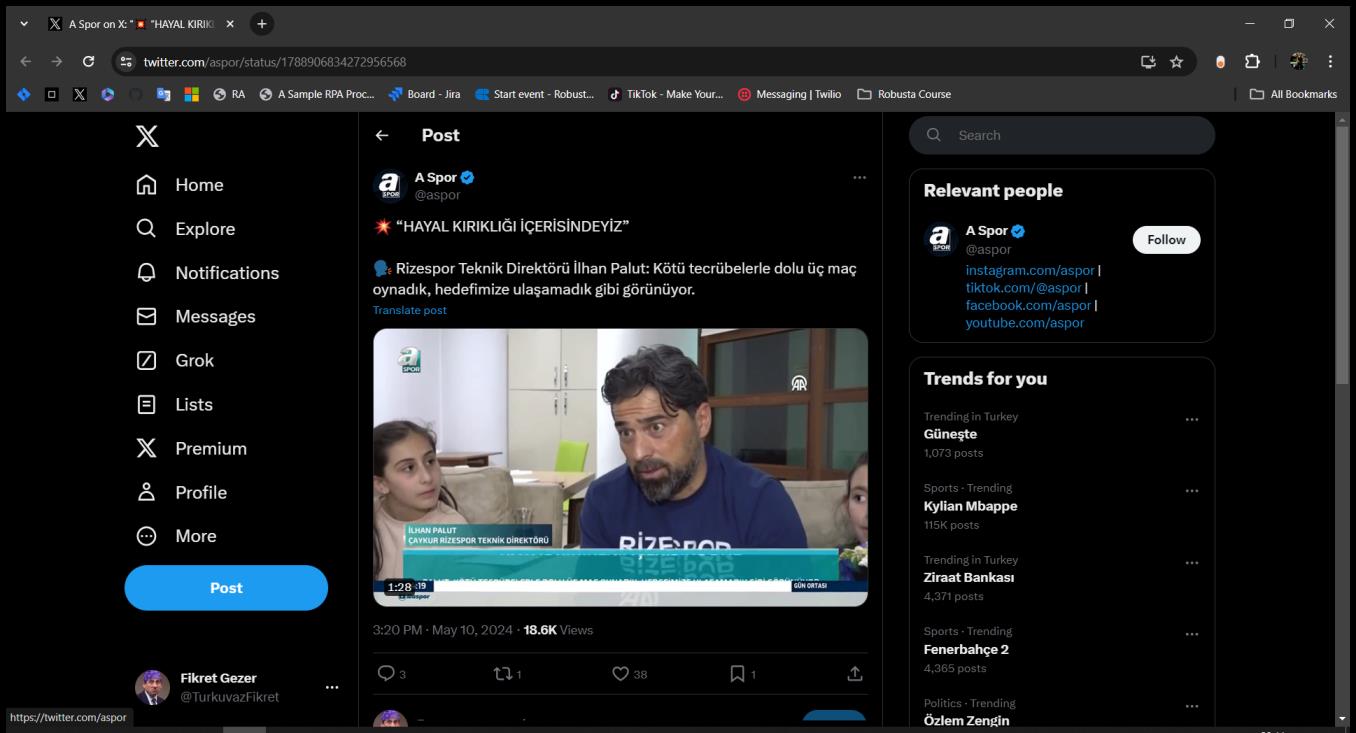 A Spor on X: "💥 "HAYAL KIRIKL
twitter.com/aspor/status/1788906834272956568
RA
A Sample RPA Proc...
Board - Jira
Start event - Robust...
TikTok - Make Your...
Messaging | Twilio
Robusta Course
All Bookmarks
Home
Explore
Notifications
Messages
Grok
Lists
Premium
Profile
More
Post
Fikret Gezer
@TurkuvazFikret
https://twitter.com/aspor
Post
A Spor
@aspor
💥 “HAYAL KIRIKLIĞI İÇERİSİNDEYİZ”
🗣 Rizespor Teknik Direktörü İlhan Palut: Kötü tecrübelerle dolu üç maç
oynadık, hedefimize ulaşamadık gibi görünüyor.
Translate post
a
SPOR
AA
RİZESPOR
İLHAN PALUT
ÇAYKUR RİZESPOR TEKNİK DİREKTÖRÜ
1:28
:19
GÜN ORTASI
aspor
3:20 PM · May 10, 2024 · 18.6K Views
3
1
38
1
Search
Relevant people
A Spor
@aspor
Follow
instagram.com/aspor |
tiktok.com/@aspor |
facebook.com/aspor |
youtube.com/aspor
Trends for you
Trending in Turkey
Güneşte
1,073 posts
Sports · Trending
Kylian Mbappe
115K posts
Trending in Turkey
Ziraat Bankası
4,371 posts
Sports · Trending
Fenerbahçe 2
4,365 posts
Politics · Trending
Özlem Zengin